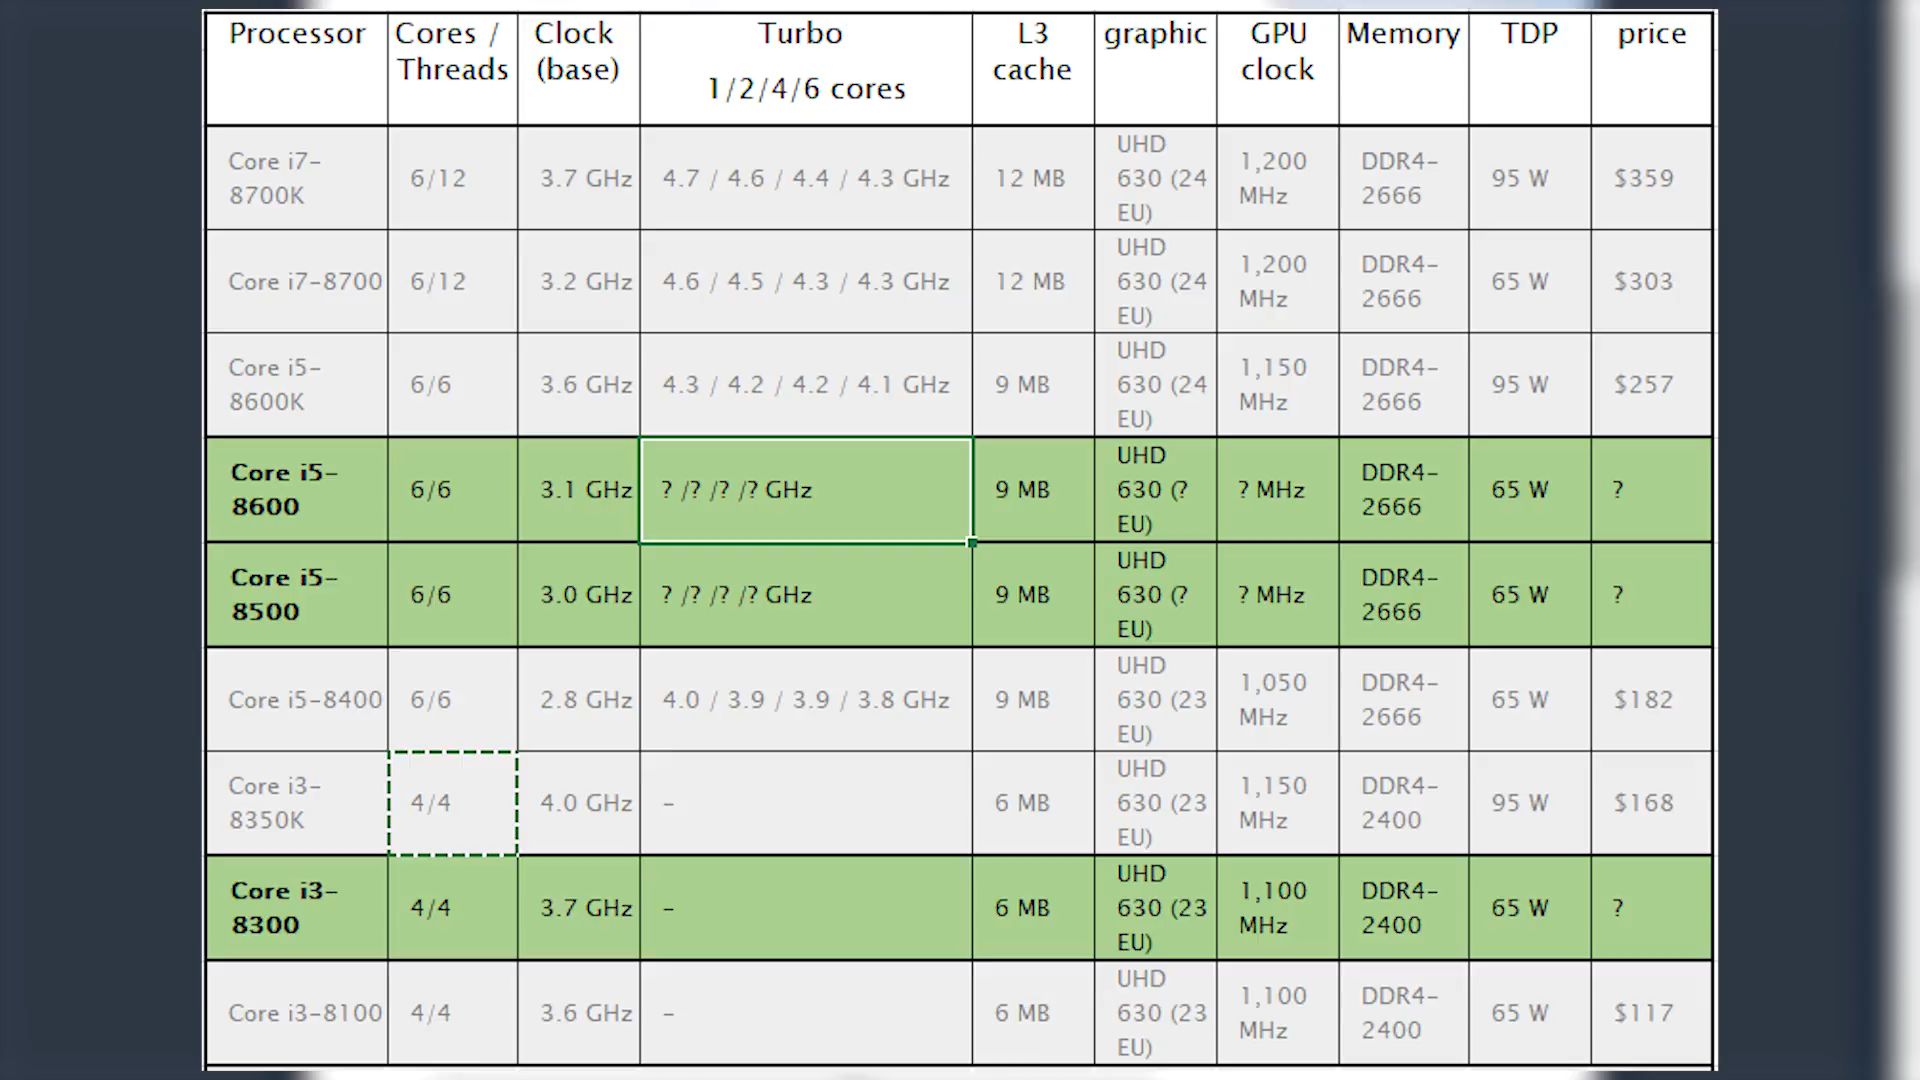 Processor Cores / Threads Clock (base) Turbo 1/2/4/6 cores L3 cache graphic GPU clock Memory TDP price
Core i7-8700K 6/12 3.7 GHz 4.7 / 4.6 / 4.4 / 4.3 GHz 12 MB UHD 630 (24 EU) 1,200 MHz DDR4-2666 95 W $359
Core i7-8700 6/12 3.2 GHz 4.6 / 4.5 / 4.3 / 4.3 GHz 12 MB UHD 630 (24 EU) 1,200 MHz DDR4-2666 65 W $303
Core i5-8600K 6/6 3.6 GHz 4.3 / 4.2 / 4.2 / 4.1 GHz 9 MB UHD 630 (24 EU) 1,150 MHz DDR4-2666 95 W $257
Core i5-8600 6/6 3.1 GHz ? /? /? /? GHz 9 MB UHD 630 (? EU) ? MHz DDR4-2666 65 W ?
Core i5-8500 6/6 3.0 GHz ? /? /? /? GHz 9 MB UHD 630 (? EU) ? MHz DDR4-2666 65 W ?
Core i5-8400 6/6 2.8 GHz 4.0 / 3.9 / 3.9 / 3.8 GHz 9 MB UHD 630 (23 EU) 1,050 MHz DDR4-2666 65 W $182
Core i3-8350K 4/4 4.0 GHz - 6 MB UHD 630 (23 EU) 1,150 MHz DDR4-2400 95 W $168
Core i3-8300 4/4 3.7 GHz - 6 MB UHD 630 (23 EU) 1,100 MHz DDR4-2400 65 W ?
Core i3-8100 4/4 3.6 GHz - 6 MB UHD 630 (23 EU) 1,100 MHz DDR4-2400 65 W $117